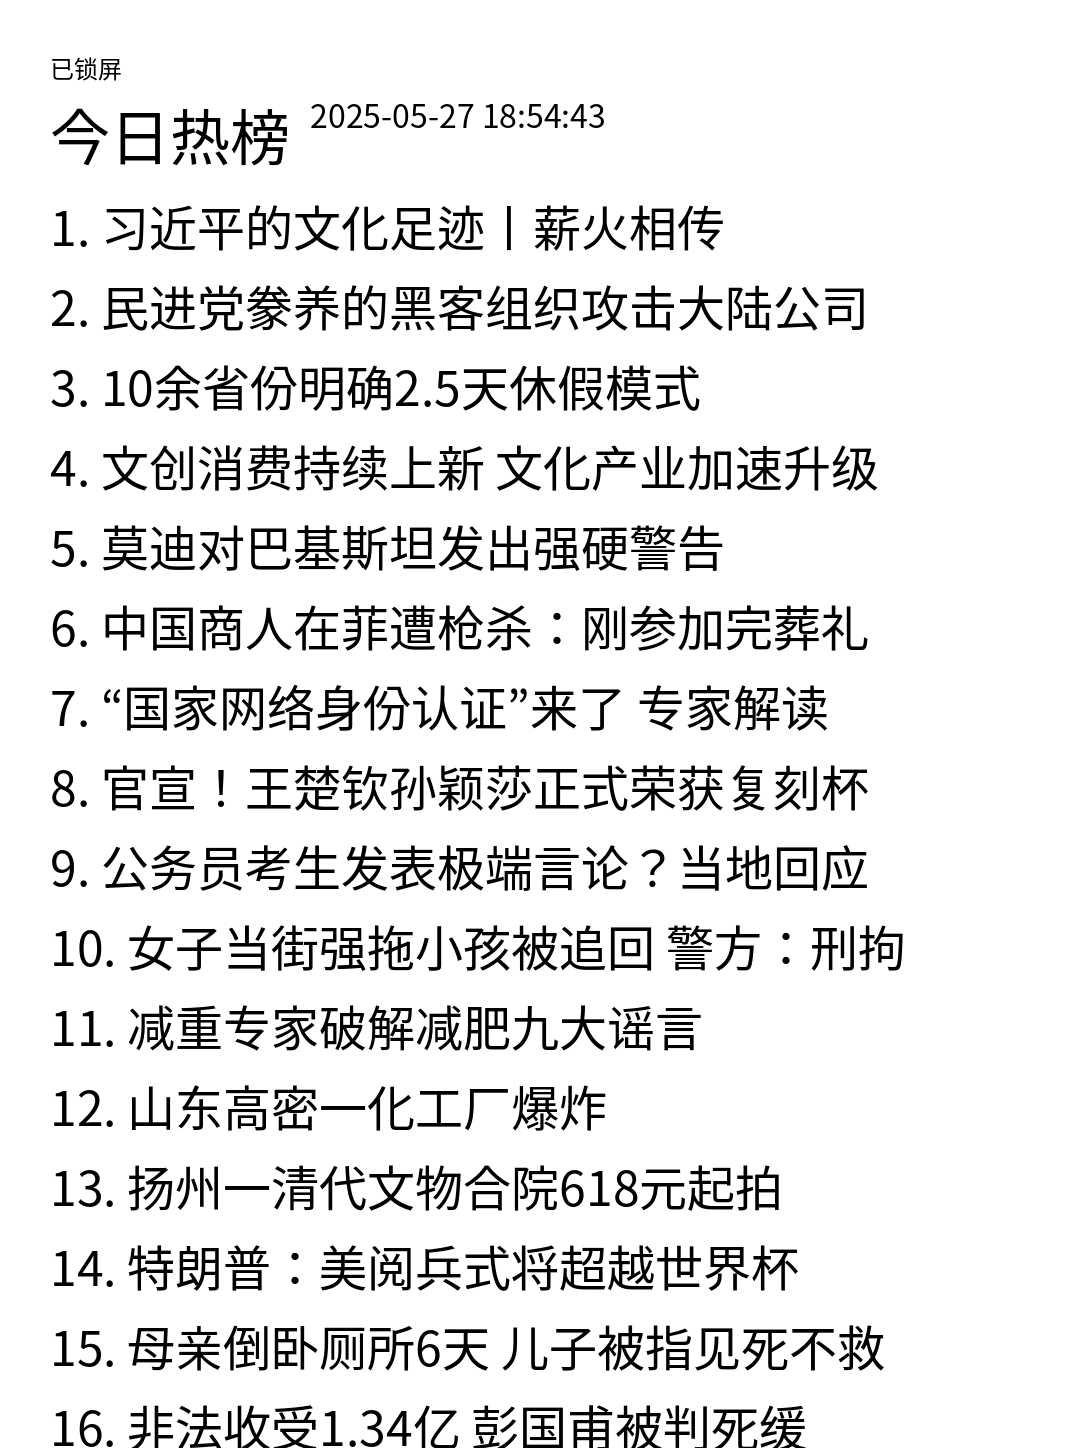 已锁屏
今日热榜 2025-05-27 18:54:43
1. 习近平的文化足迹丨薪火相传
2. 民进党豢养的黑客组织攻击大陆公司
3. 10余省份明确2.5天休假模式
4. 文创消费持续上新 文化产业加速升级
5. 莫迪对巴基斯坦发出强硬警告
6. 中国商人在菲遭枪杀：刚参加完葬礼
7. “国家网络身份认证”来了 专家解读
8. 官宣！王楚钦孙颖莎正式荣获复刻杯
9. 公务员考生发表极端言论？当地回应
10. 女子当街强拖小孩被追回 警方：刑拘
11. 减重专家破解减肥九大谣言
12. 山东高密一化工厂爆炸
13. 扬州一清代文物合院618元起拍
14. 特朗普：美阅兵式将超越世界杯
15. 母亲倒卧厕所6天 儿子被指见死不救
16. 非法收受1.34亿 彭国甫被判死缓